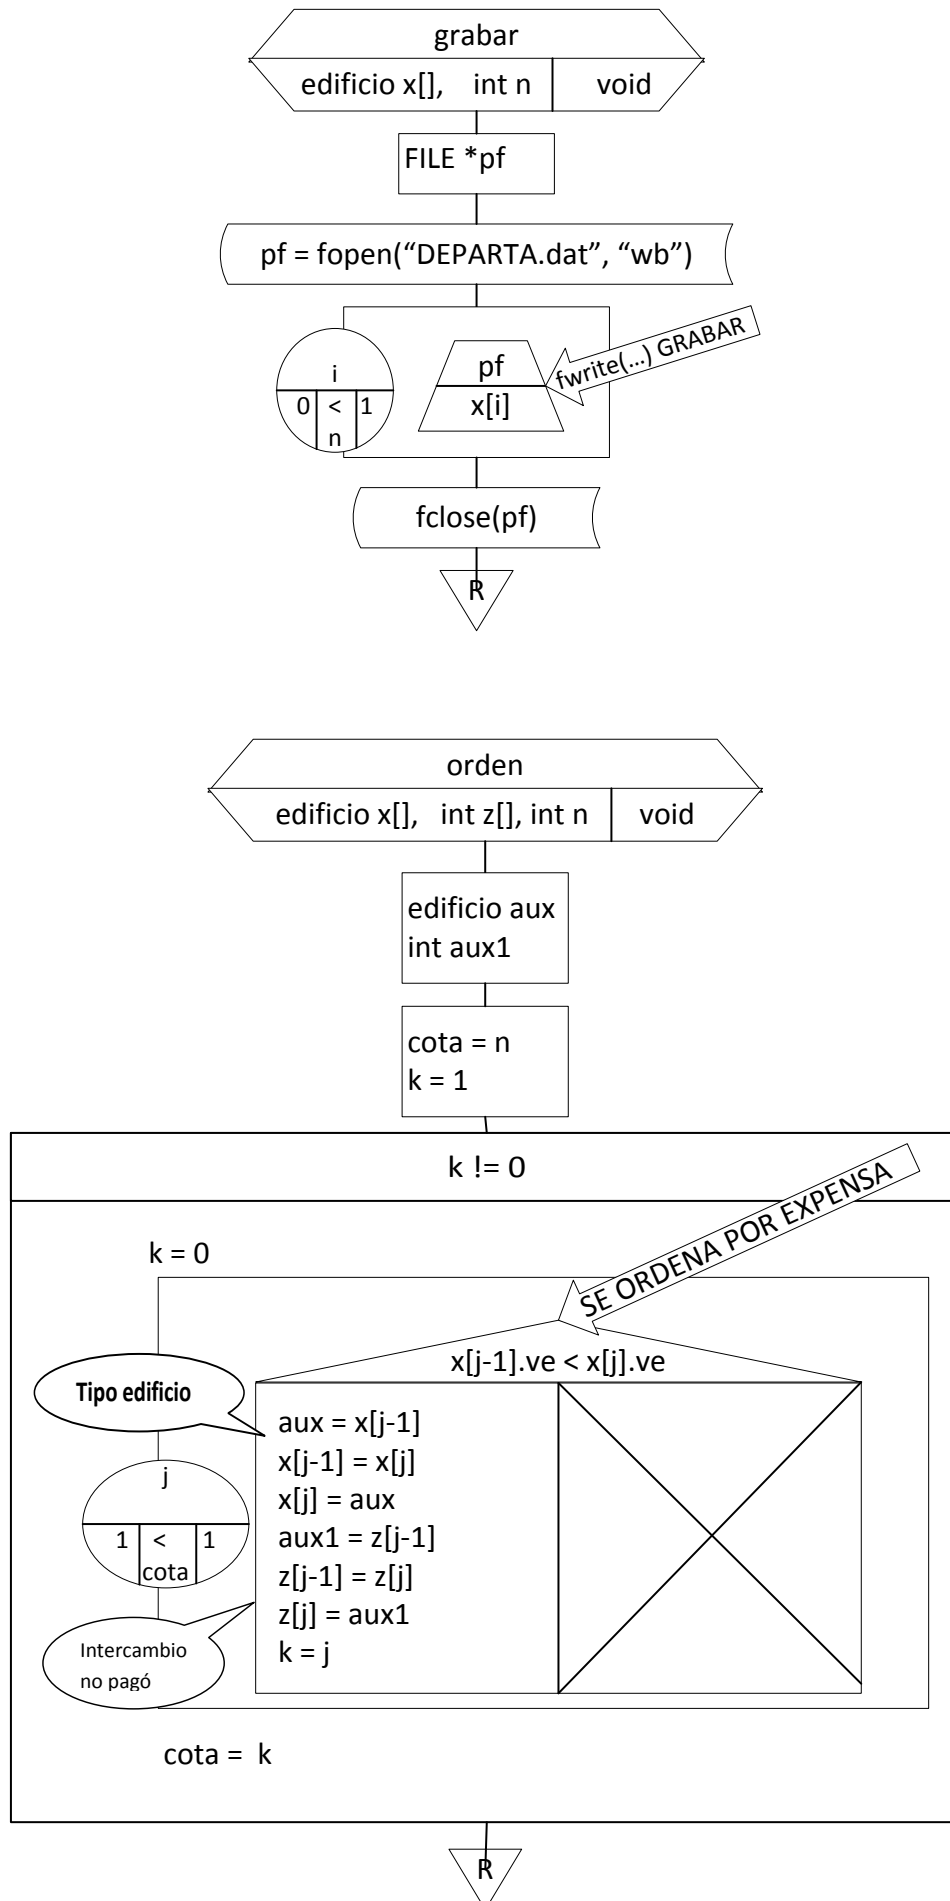 grabar
edificio x[], int n void
FILE *pf
pf = fopen(“DEPARTA.dat”, “wb”)
i
0 < 1
n
pf
x[i]
fwrite(...) GRABAR
fclose(pf)
R
orden
edificio x[], int z[], int n void
edificio aux
int aux1
cota = n
k = 1
k != 0
k = 0
SE ORDENA POR EXPENSA
x[j-1].ve < x[j].ve
Tipo edificio
aux = x[j-1]
x[j-1] = x[j]
x[j] = aux
aux1 = z[j-1]
z[j-1] = z[j]
z[j] = aux1
k = j
j
1 < 1
cota
Intercambio
no pagó
cota = k
R